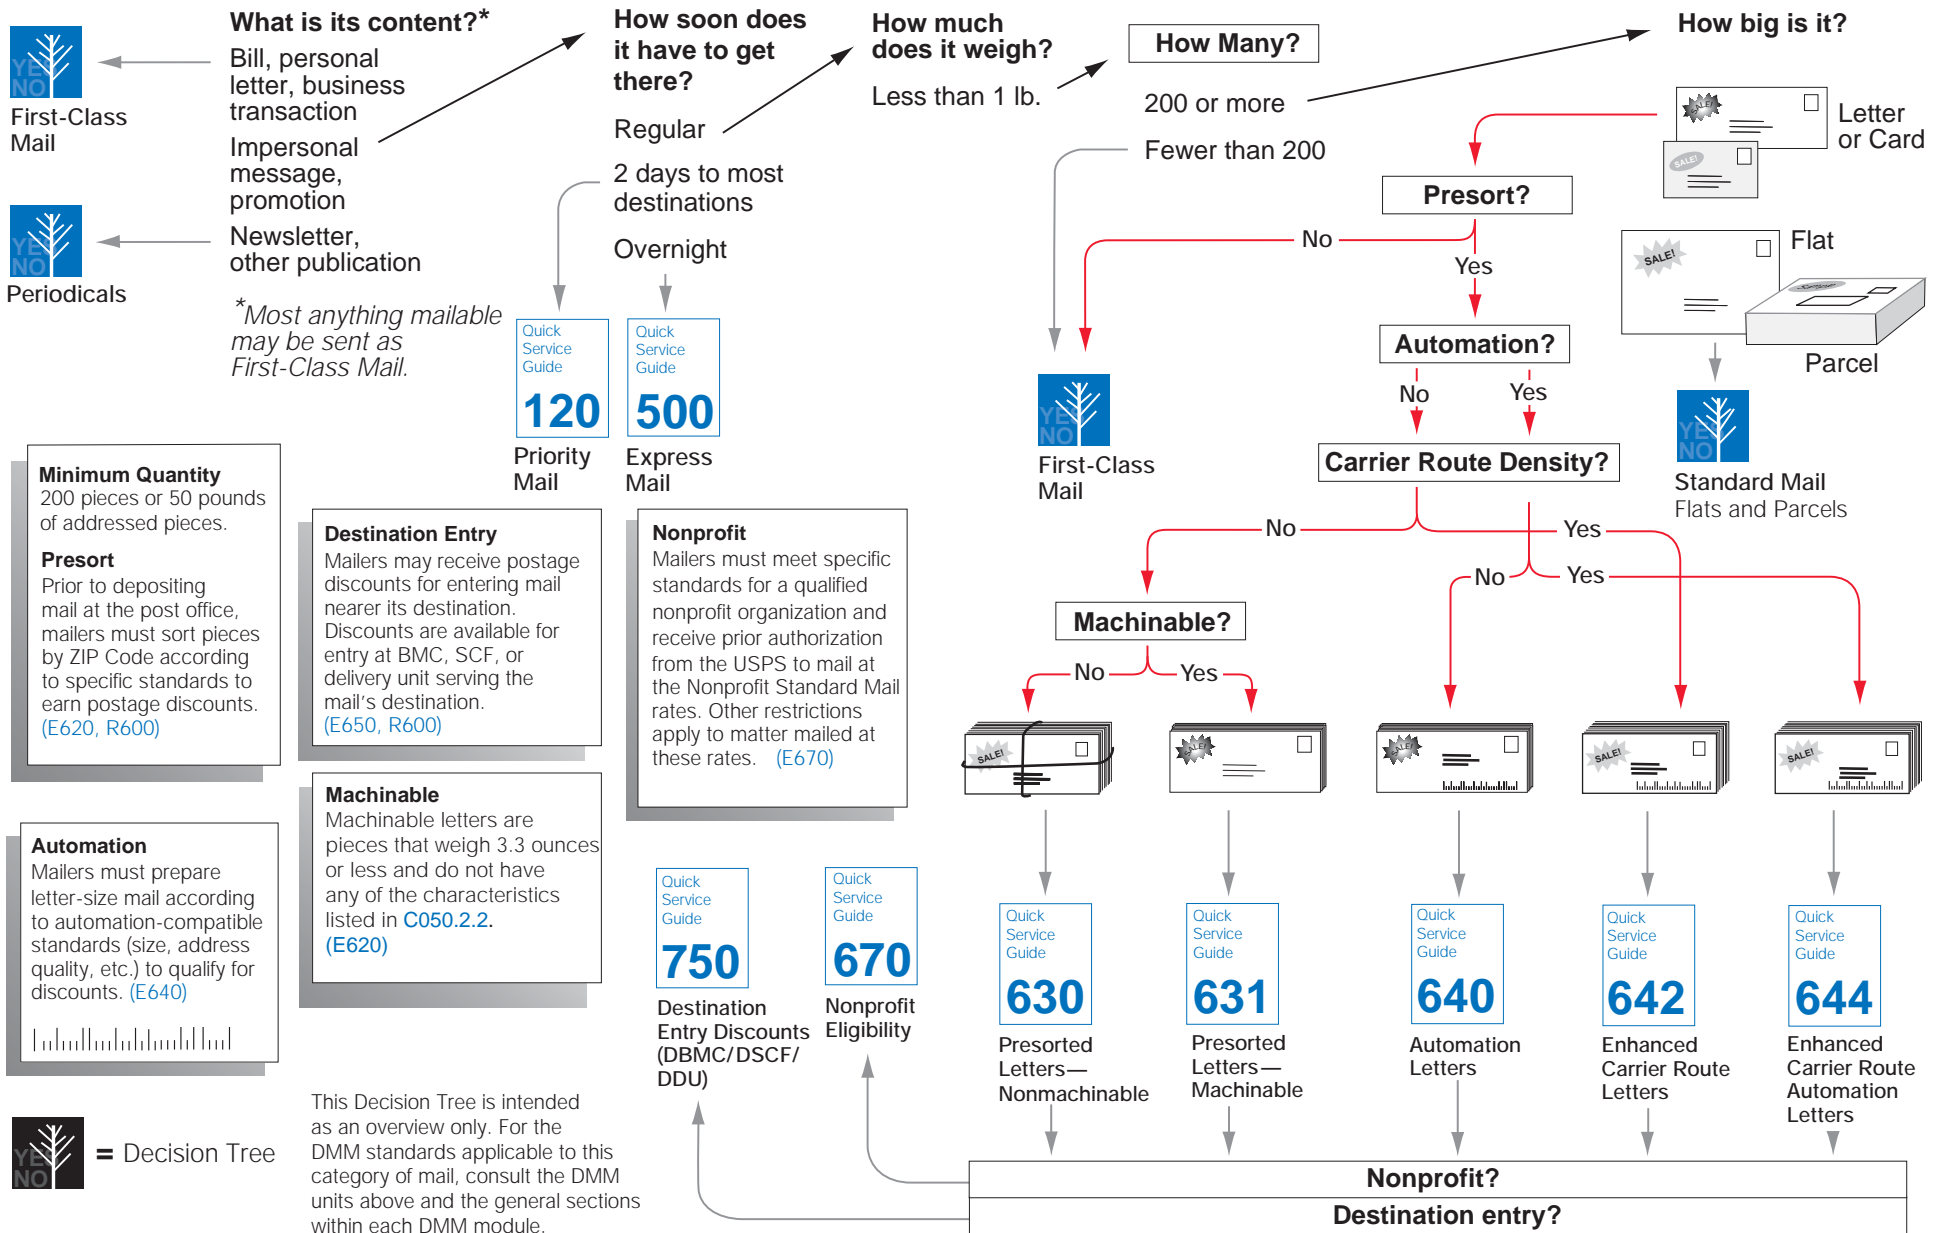 What is its content?*
Bill, personal
letter, business
transaction
Impersonal
message,
promotion
Newsletter,
other publication
*Most anything mailable
may be sent as
First-Class Mail.
YES
NO
First-Class
Mail
YES
NO
Periodicals
How soon does
it have to get
there?
Regular
2 days to most
destinations
Overnight
Quick
Service
Guide
120
Priority
Mail
Quick
Service
Guide
500
Express
Mail
How much
does it weigh?
Less than 1 lb.
How Many?
200 or more
Fewer than 200
How big is it?
SALE!
SALE!
Letter
or Card
SALE!
Flat
Parcel
YES
NO
Standard Mail
Flats and Parcels
Presort?
No
Yes
Automation?
No
Yes
YES
NO
First-Class
Mail
Carrier Route Density?
No
Yes
No
Yes
Machinable?
No
Yes
SALE!
SALE!
SALE!
SALE!
SALE!
Minimum Quantity
200 pieces or 50 pounds
of addressed pieces.
Presort
Prior to depositing
mail at the post office,
mailers must sort pieces
by ZIP Code according
to specific standards to
earn postage discounts.
(E620, R600)
Destination Entry
Mailers may receive postage
discounts for entering mail
nearer its destination.
Discounts are available for
entry at BMC, SCF, or
delivery unit serving the
mail's destination.
(E650, R600)
Nonprofit
Mailers must meet specific
standards for a qualified
nonprofit organization and
receive prior authorization
from the USPS to mail at
the Nonprofit Standard Mail
rates. Other restrictions
apply to matter mailed at
these rates. (E670)
Automation
Mailers must prepare
letter-size mail according
to automation-compatible
standards (size, address
quality, etc.) to qualify for
discounts. (E640)
Machinable
Machinable letters are
pieces that weigh 3.3 ounces
or less and do not have
any of the characteristics
listed in C050.2.2.
(E620)
Quick
Service
Guide
750
Destination
Entry Discounts
(DBMC/DSCF/
DDU)
Quick
Service
Guide
670
Nonprofit
Eligibility
Quick
Service
Guide
630
Presorted
Letters—
Nonmachinable
Quick
Service
Guide
631
Presorted
Letters—
Machinable
Quick
Service
Guide
640
Automation
Letters
Quick
Service
Guide
642
Enhanced
Carrier Route
Letters
Quick
Service
Guide
644
Enhanced
Carrier Route
Automation
Letters
YES
NO
= Decision Tree
This Decision Tree is intended
as an overview only. For the
DMM standards applicable to this
category of mail, consult the DMM
units above and the general sections
within each DMM module.
Nonprofit?
Destination entry?